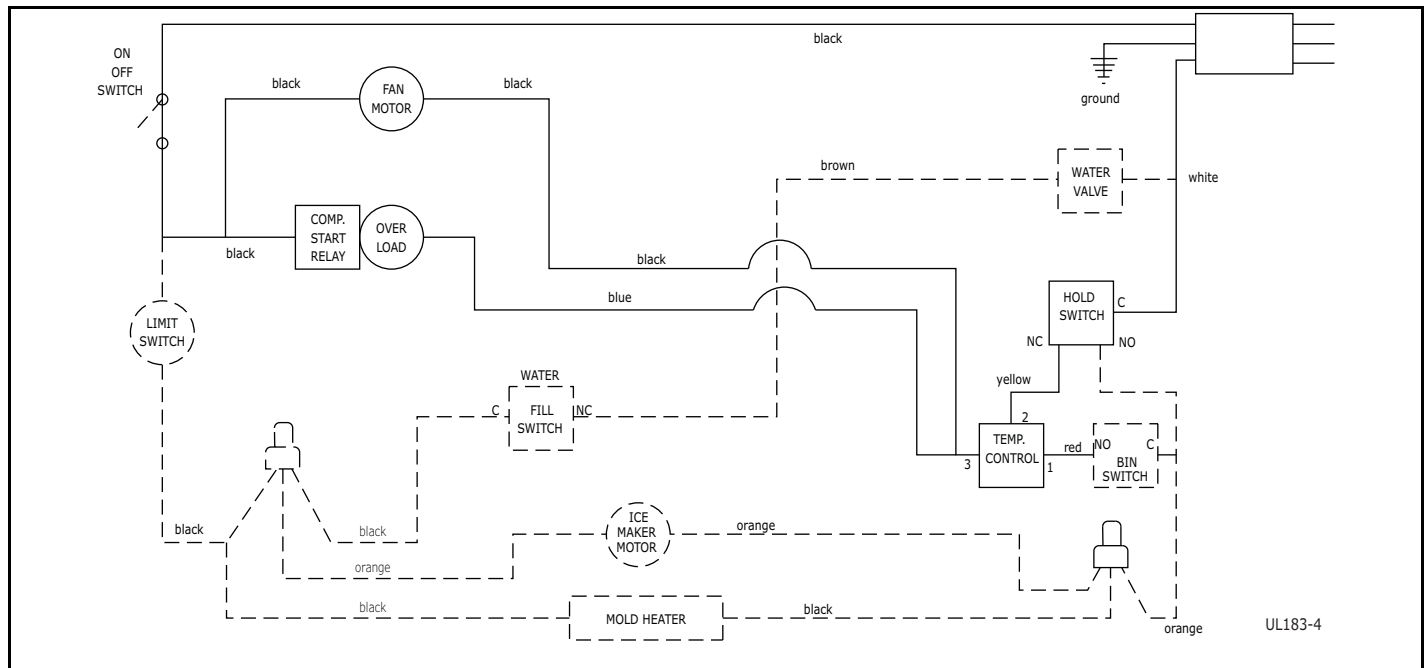 black
ON
OFF
SWITCH
ground
black
FAN
MOTOR
black
brown
WATER
VALVE
white
COMP.
START
RELAY
OVER
LOAD
black
black
blue
HOLD
SWITCH
C
NC
NO
LIMIT
SWITCH
yellow
WATER
C
FILL
SWITCH
NC
2
TEMP.
CONTROL
3
1
red
NO
C
BIN
SWITCH
black
black
ICE
MAKER
MOTOR
orange
orange
black
MOLD HEATER
black
orange
UL183-4